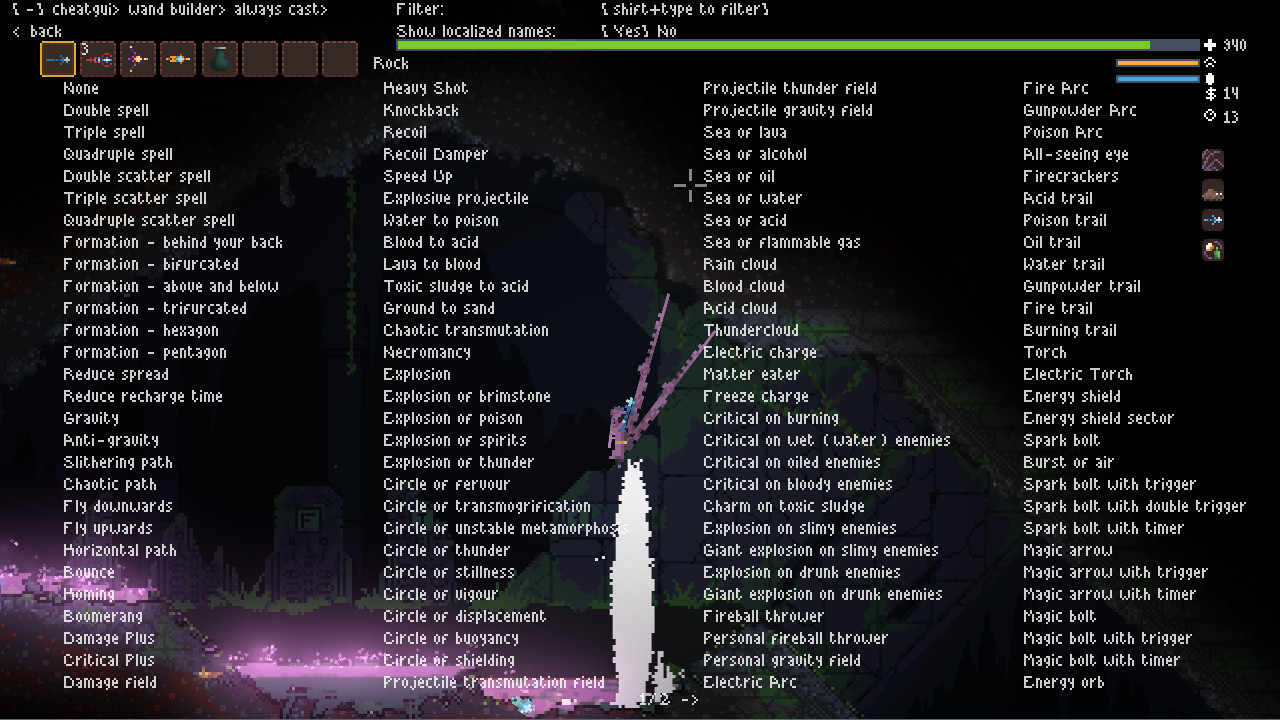 [-] cheatgui> wand builder> always cast>
Filter: [shift+type to filter]
< back
Show localized names: [Yes] No
3
940
Rock
14
13
None
Double spell
Triple spell
Quadruple spell
Double scatter spell
Triple scatter spell
Quadruple scatter spell
Formation - behind your back
Formation - bifurcated
Formation - above and below
Formation - trifurcated
Formation - hexagon
Formation - pentagon
Reduce spread
Reduce recharge time
Gravity
Anti-gravity
Slithering path
Chaotic path
Fly downwards
Fly upwards
Horizontal path
Bounce
Homing
Boomerang
Damage Plus
Critical Plus
Damage field
Heavy Shot
Knockback
Recoil
Recoil Damper
Speed Up
Explosive projectile
Water to poison
Blood to acid
Lava to blood
Toxic sludge to acid
Ground to sand
Chaotic transmutation
Necromancy
Explosion
Explosion of brimstone
Explosion of poison
Explosion of spirits
Explosion of thunder
Circle of fervour
Circle of transmogrification
Circle of unstable metamorphosis
Circle of thunder
Circle of stillness
Circle of vigour
Circle of displacement
Circle of buoyancy
Circle of shielding
Projectile transmutation field
Projectile thunder field
Projectile gravity field
Sea of lava
Sea of alcohol
Sea of oil
Sea of water
Sea of acid
Sea of flammable gas
Rain cloud
Blood cloud
Acid cloud
Thundercloud
Electric charge
Matter eater
Freeze charge
Critical on burning
Critical on wet (water) enemies
Critical on oiled enemies
Critical on bloody enemies
Charm on toxic sludge
Explosion on slimy enemies
Giant explosion on slimy enemies
Explosion on drunk enemies
Giant explosion on drunk enemies
Fireball thrower
Personal fireball thrower
Personal gravity field
Electric Arc
Fire Arc
Gunpowder Arc
Poison Arc
All-seeing eye
Firecrackers
Acid trail
Poison trail
Oil trail
Water trail
Gunpowder trail
Fire trail
Burning trail
Torch
Electric Torch
Energy shield
Energy shield sector
Spark bolt
Burst of air
Spark bolt with trigger
Spark bolt with double trigger
Spark bolt with timer
Magic arrow
Magic arrow with trigger
Magic arrow with timer
Magic bolt
Magic bolt with trigger
Magic bolt with timer
Energy orb
1/2 ->